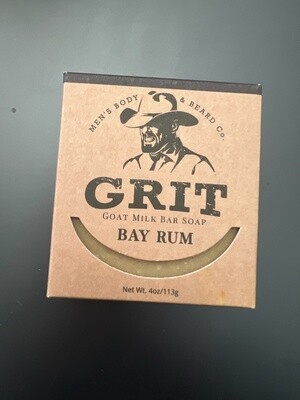 MEN'S BODY & BEARD CO.
GRIT
GOAT MILK BAR SOAP
BAY RUM
Net Wt. 4oz/113g